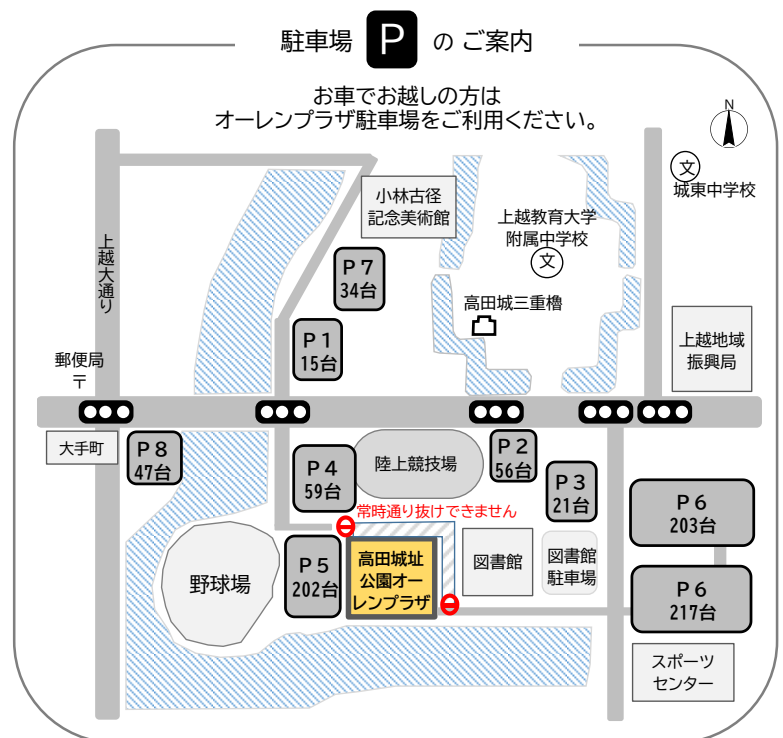 駐車場 P の ご案内
お車でお越しの方は
オーレンプラザ駐車場をご利用ください。
N
文
城東中学校
小林古径
記念美術館
上越教育大学
附属中学校
文
上越大通り
P7
34台
高田城三重櫓
P1
15台
上越地域
振興局
郵便局
〒
大手町
P8
47台
P4
59台
陸上競技場
P2
56台
P3
21台
P6
203台
常時通り抜けできません
野球場
P5
202台
高田城址
公園オー
レンプラザ
図書館
図書館
駐車場
P6
217台
スポーツ
センター